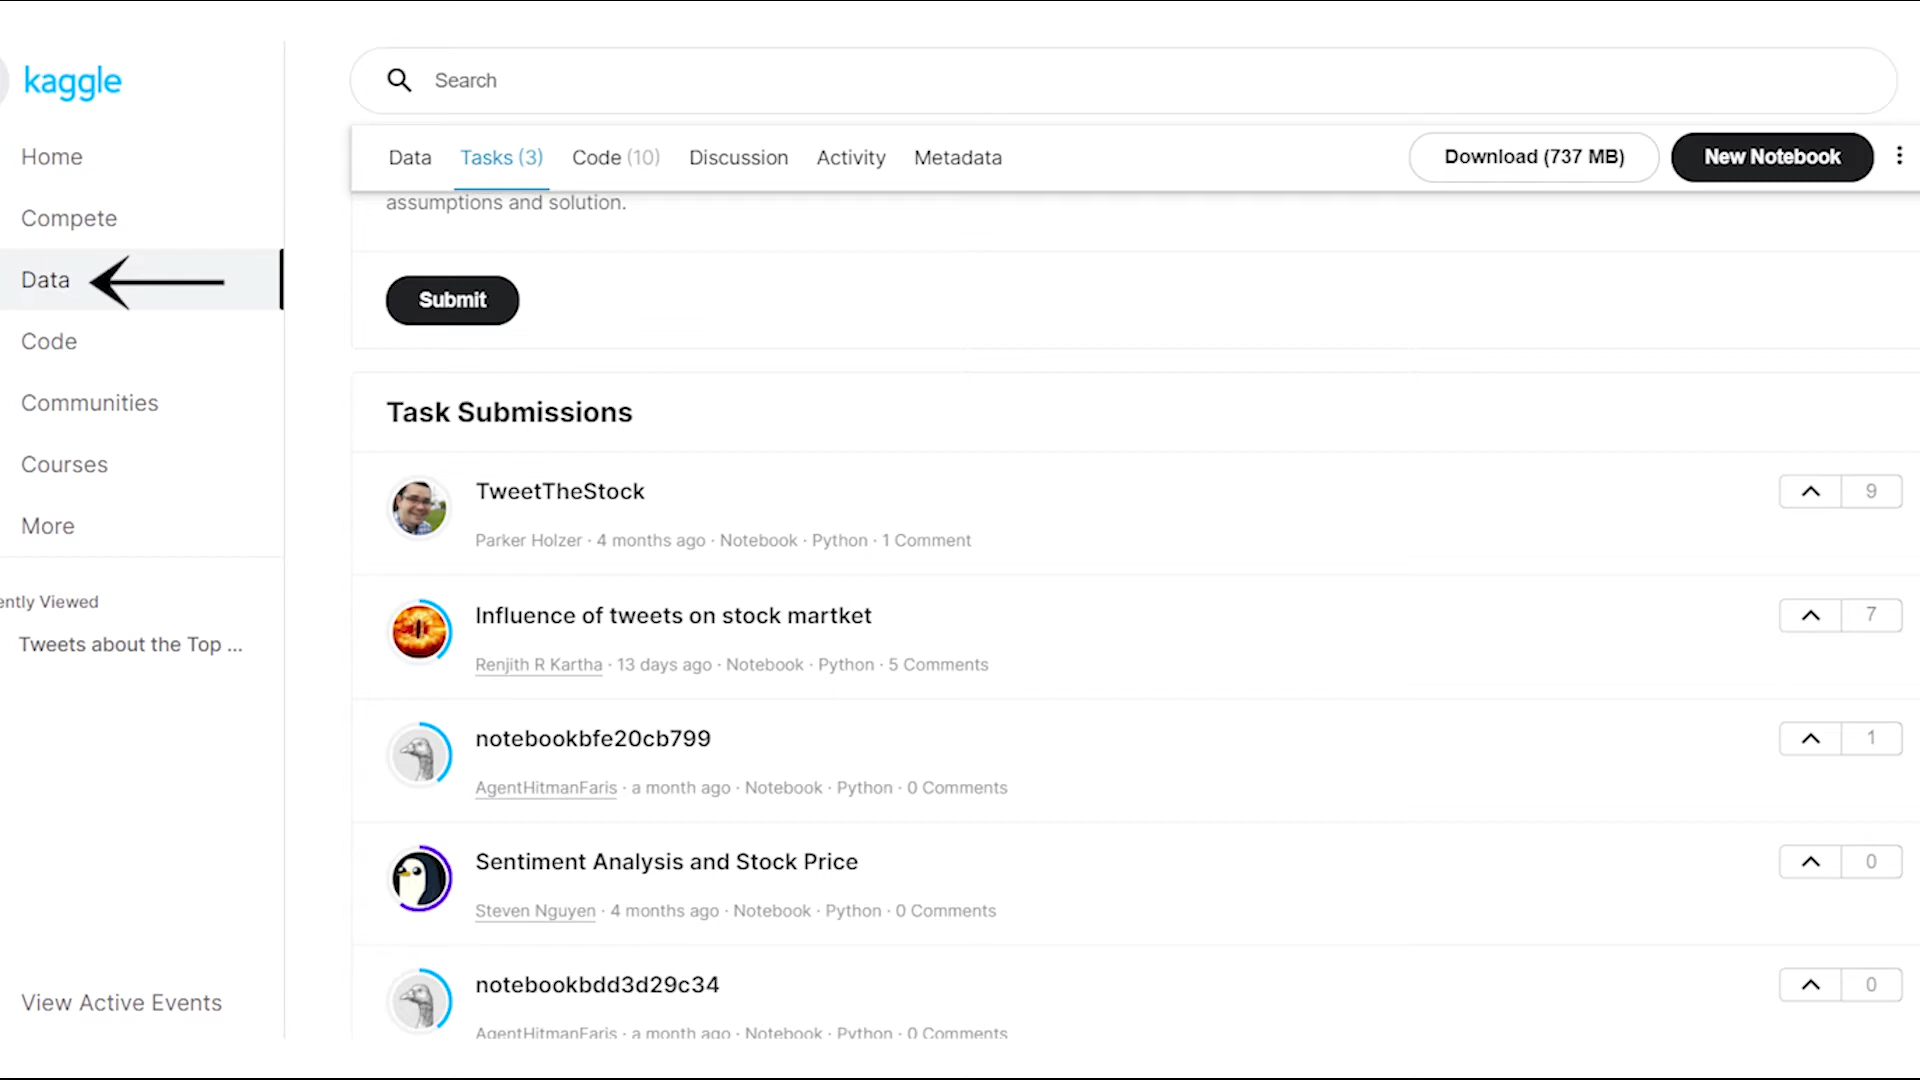 kaggle
Home
Compete
Data
Code
Communities
Courses
More
ently Viewed
Tweets about the Top ...
View Active Events
Search
Data Tasks (3) Code (10) Discussion Activity Metadata Download (737 MB) New Notebook
assumptions and solution.
Submit
Task Submissions
TweetTheStock 9
Parker Holzer · 4 months ago · Notebook · Python · 1 Comment
Influence of tweets on stock martket 7
Renjith R Kartha · 13 days ago · Notebook · Python · 5 Comments
notebookbfe20cb799 1
AgentHitmanFaris · a month ago · Notebook · Python · 0 Comments
Sentiment Analysis and Stock Price 0
Steven Nguyen · 4 months ago · Notebook · Python · 0 Comments
notebookbdd3d29c34 0
AgentHitmanFaris · a month ago · Notebook · Python · 0 Comments